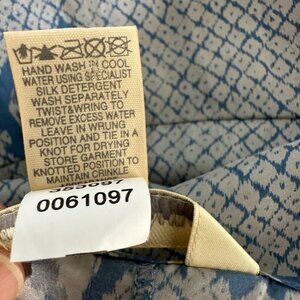 HAND WASH IN COOL
WATER USING SPECIALIST
SILK DETERGENT
WASH SEPARATELY
TWIST&WRING TO
REMOVE EXCESS WATER
LEAVE IN WRUNG
POSITION AND TIE IN A
KNOT FOR DRYING
STORE GARMENT
KNOTTED POSITION TO
MAINTAIN CRINKLE
0061097